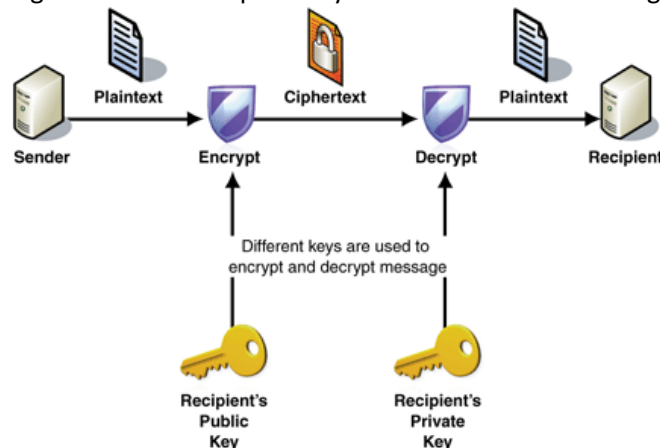 Plaintext
Ciphertext
Plaintext
Sender
Encrypt
Decrypt
Recipient
Different keys are used to
encrypt and decrypt message
Recipient's
Public
Key
Recipient's
Private
Key